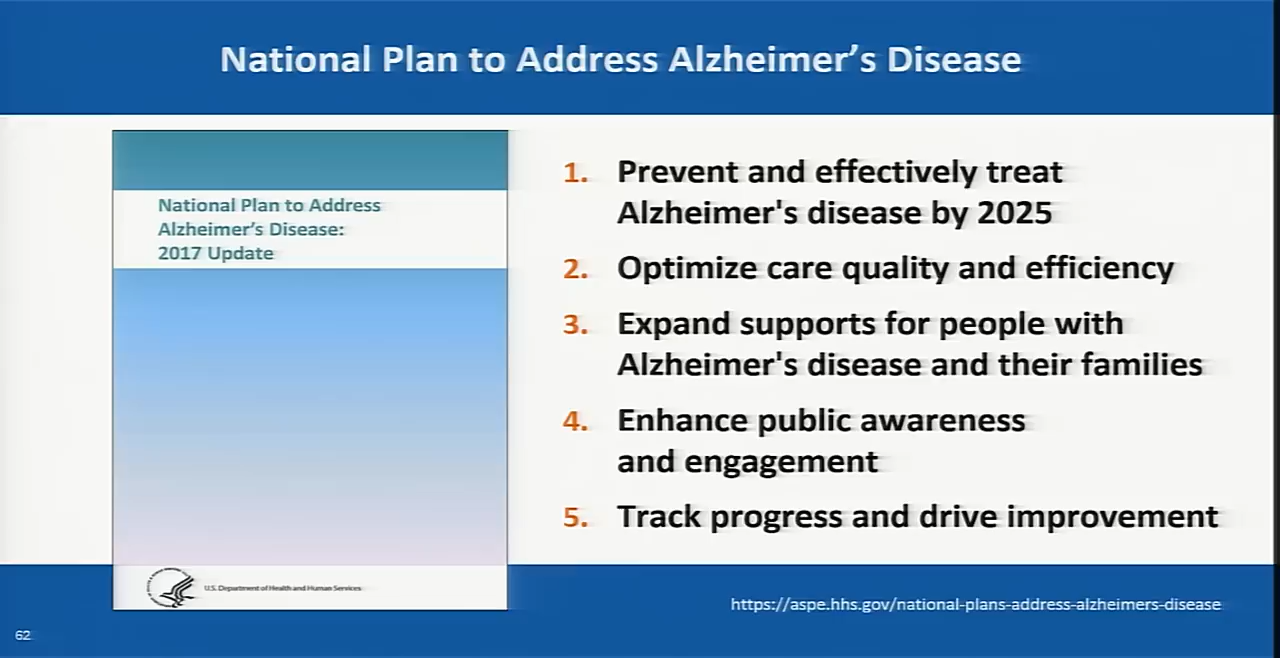 National Plan to Address Alzheimer’s Disease
National Plan to Address
Alzheimer’s Disease:
2017 Update
U.S. Department of Health and Human Services
1. Prevent and effectively treat
Alzheimer's disease by 2025
2. Optimize care quality and efficiency
3. Expand supports for people with
Alzheimer's disease and their families
4. Enhance public awareness
and engagement
5. Track progress and drive improvement
https://aspe.hhs.gov/national-plans-address-alzheimers-disease
62